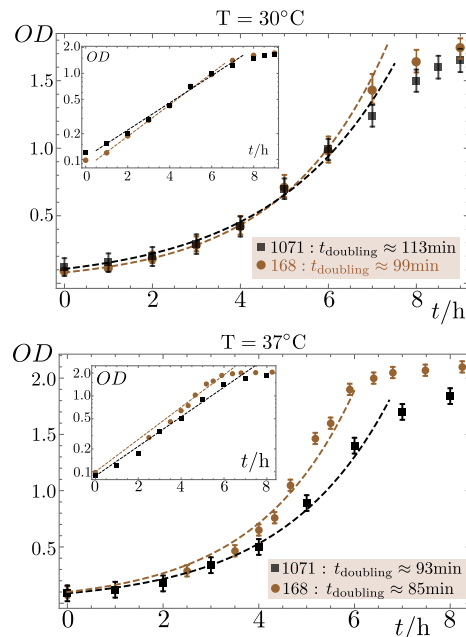 T = 30°C
OD
OD
2.0
1.0
0.5
0.2
0.1
t/h
0 2 4 6 8
1.5
1.0
0.5
1071 : t_doubling ≈ 113min
168 : t_doubling ≈ 99min
0 2 4 6 8
t/h
T = 37°C
OD
OD
2.0
1.0
0.5
0.2
0.1
t/h
0 2 4 6 8
2.0
1.5
1.0
0.5
1071 : t_doubling ≈ 93min
168 : t_doubling ≈ 85min
0 2 4 6 8
t/h